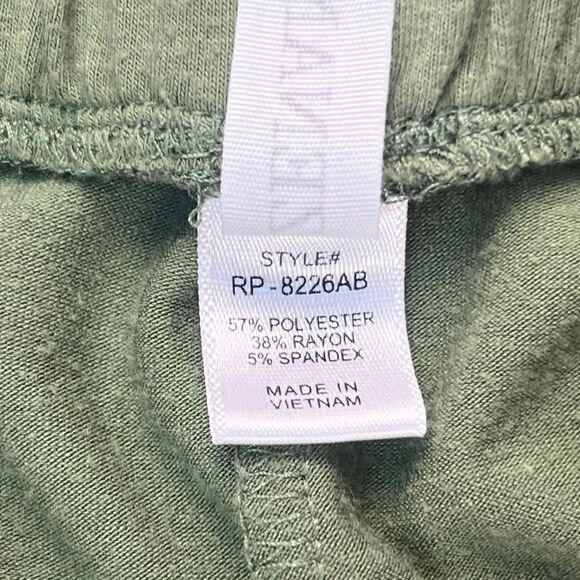 STYLE#
RP-8226AB
57% POLYESTER
38% RAYON
5% SPANDEX
MADE IN
VIETNAM